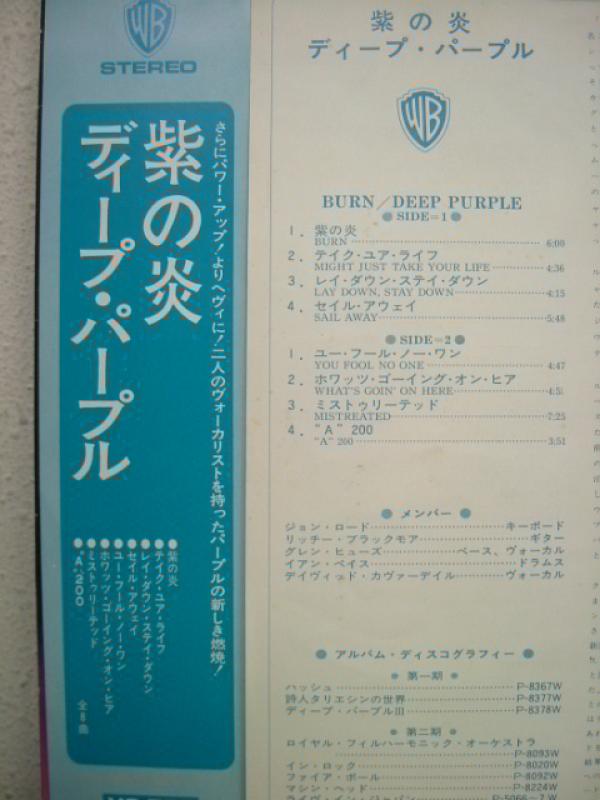 WB
STEREO
紫の炎
ディープ・パープル
さらにパワー・アップ!よりヘヴィに!二人のヴォーカリストを持ったパープルの新しき燃焼!
●紫の炎
●テイク・ユア・ライフ
●レイ・ダウン・ステイ・ダウン
●セイル・アウェイ
●ユー・フール・ノー・ワン
●ホワッツ・ゴーイング・オン・ヒア
●ミストゥリーテッド
●"A"200
全8曲
紫の炎
ディープ・パープル
WB
BURN/DEEP PURPLE
●SIDE=1●
1. 紫の炎
BURN 6:00
2. テイク・ユア・ライフ
MIGHT JUST TAKE YOUR LIFE 4:36
3. レイ・ダウン・ステイ・ダウン
LAY DOWN, STAY DOWN 4:15
4. セイル・アウェイ
SAIL AWAY 5:48
●SIDE=2●
1. ユー・フール・ノー・ワン
YOU FOOL NO ONE 4:47
2. ホワッツ・ゴーイング・オン・ヒア
WHAT'S GOIN' ON HERE
3. ミストゥリーテッド
MISTREATED 7:25
4. "A" 200
"A" 200 3:51
●メンバー●
ジョン・ロード キーボード
リッチー・ブラックモア ギター
グレン・ヒューズ ベース、ヴォーカル
イアン・ペイス ドラムス
デイヴィッド・カヴァーデイル ヴォーカル
●アルバム・ディスコグラフィー●
●第一期●
ハッシュ P-8367W
詩人タリエシンの世界 P-8377W
ディープ・パープルIII P-8378W
●第二期●
ロイヤル・フィルハーモニック・オーケストラ
P-8093W
イン・ロック P-8020W
ファイア・ボール P-8092W
マシン・ヘッド P-8224W
ライヴ・イン・ジャパン P-5066~7W